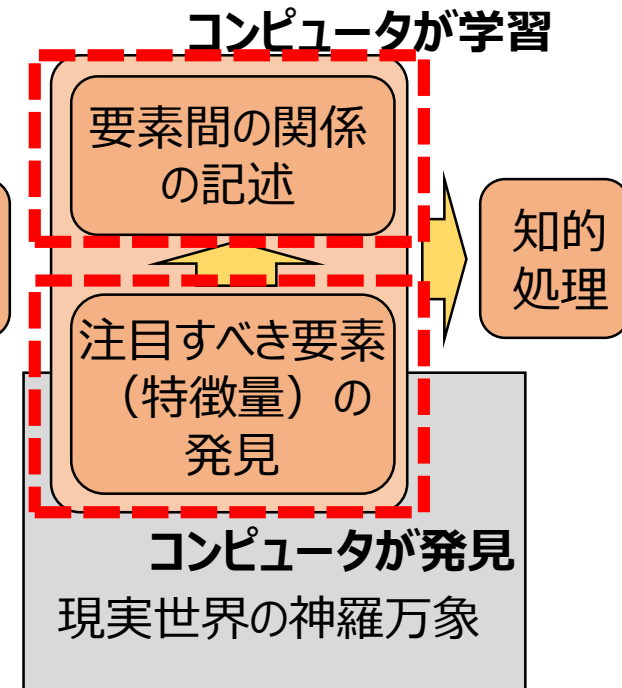 コンピュータが学習
要素間の関係
の記述
知的
処理
注目すべき要素
（特徴量）の
発見
コンピュータが発見
現実世界の神羅万象